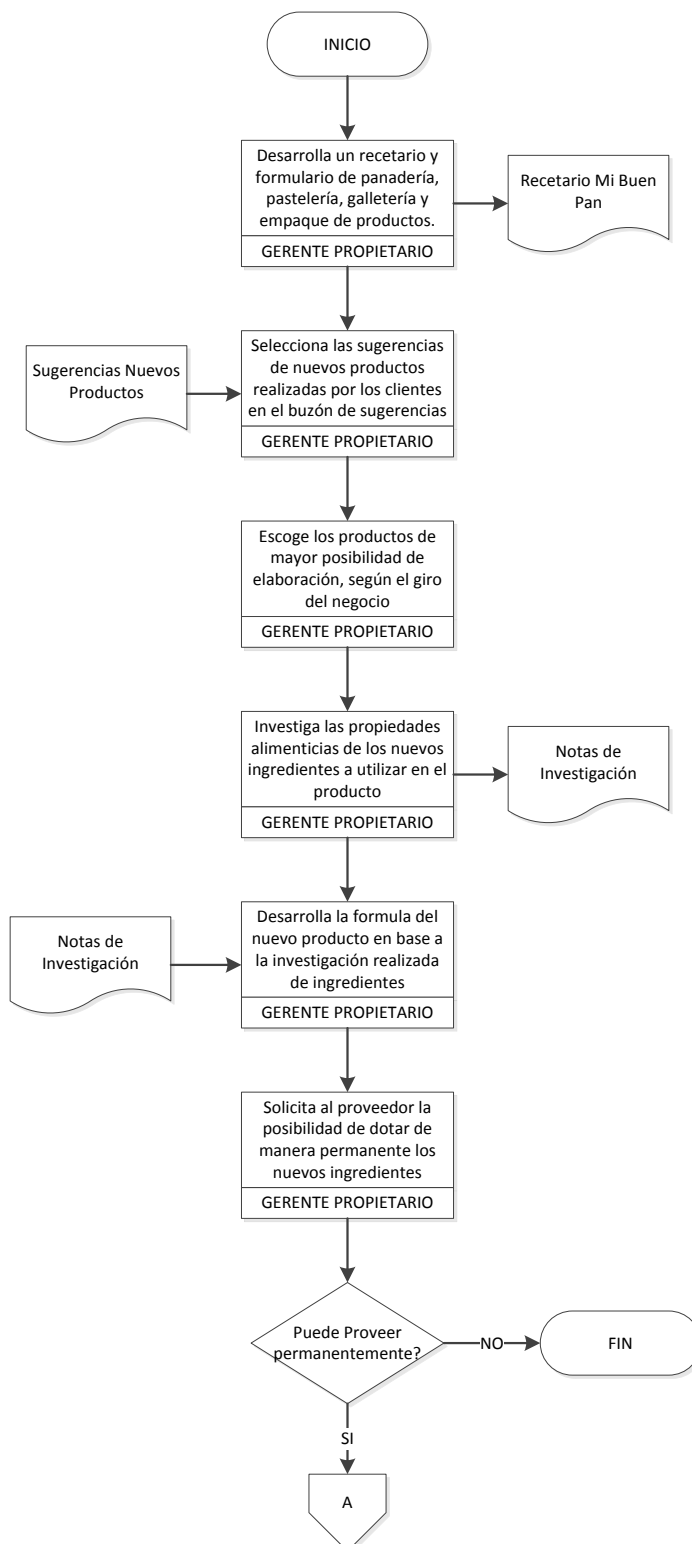 INICIO
Desarrolla un recetario y
formulario de panadería,
pastelería, galletería y
empaque de productos.
GERENTE PROPIETARIO
Recetario Mi Buen
Pan
Sugerencias Nuevos
Productos
Selecciona las sugerencias
de nuevos productos
realizadas por los clientes
en el buzón de sugerencias
GERENTE PROPIETARIO
Escoge los productos de
mayor posibilidad de
elaboración, según el giro
del negocio
GERENTE PROPIETARIO
Investiga las propiedades
alimenticias de los nuevos
ingredientes a utilizar en el
producto
GERENTE PROPIETARIO
Notas de
Investigación
Notas de
Investigación
Desarrolla la formula del
nuevo producto en base a
la investigación realizada
de ingredientes
GERENTE PROPIETARIO
Solicita al proveedor la
posibilidad de dotar de
manera permanente los
nuevos ingredientes
GERENTE PROPIETARIO
Puede Proveer
permanentemente?
NO
FIN
SI
A